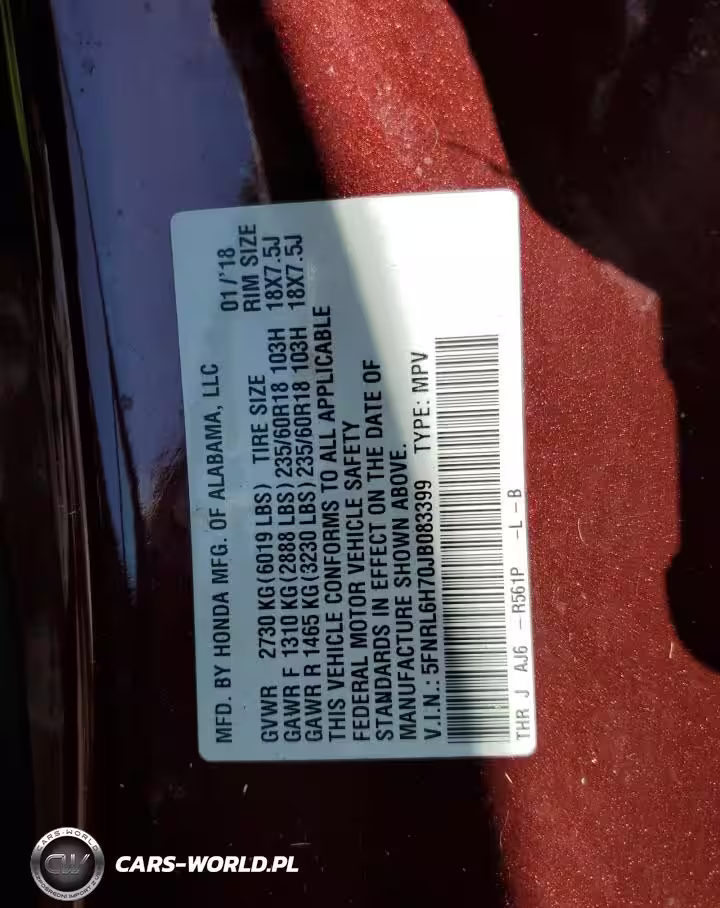 MFD. BY HONDA MFG. OF ALABAMA, LLC 01/'18
GVWR 2730 KG(6019 LBS) TIRE SIZE RIM SIZE
GAWR F 1310 KG(2888 LBS)235/60R18 103H 18X7.5J
GAWR R 1465 KG(3230 LBS)235/60R18 103H 18X7.5J
THIS VEHICLE CONFORMS TO ALL APPLICABLE
FEDERAL MOTOR VEHICLE SAFETY
STANDARDS IN EFFECT ON THE DATE OF
MANUFACTURE SHOWN ABOVE.
V.I.N.: 5FNRL6H70JB083399 TYPE: MPV
THR J AJ6 -R561P -L-B
CARS-WORLD
CW
CARS-WORLD.PL